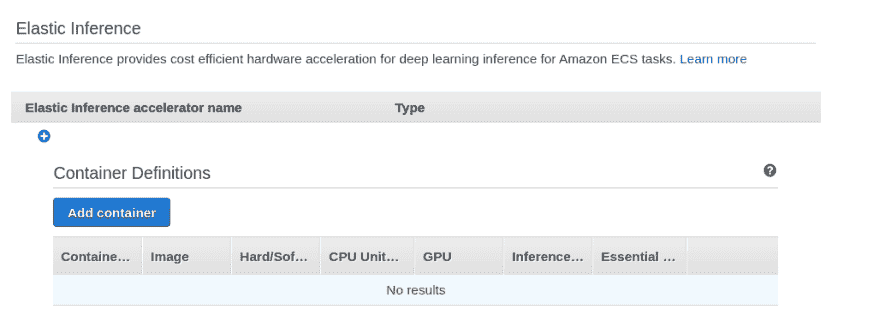 Elastic Inference
Elastic Inference provides cost efficient hardware acceleration for deep learning inference for Amazon ECS tasks. Learn more
Elastic Inference accelerator name Type
Container Definitions
Add container
Containe... Image Hard/Sof... CPU Unit... GPU Inference... Essential ...
No results